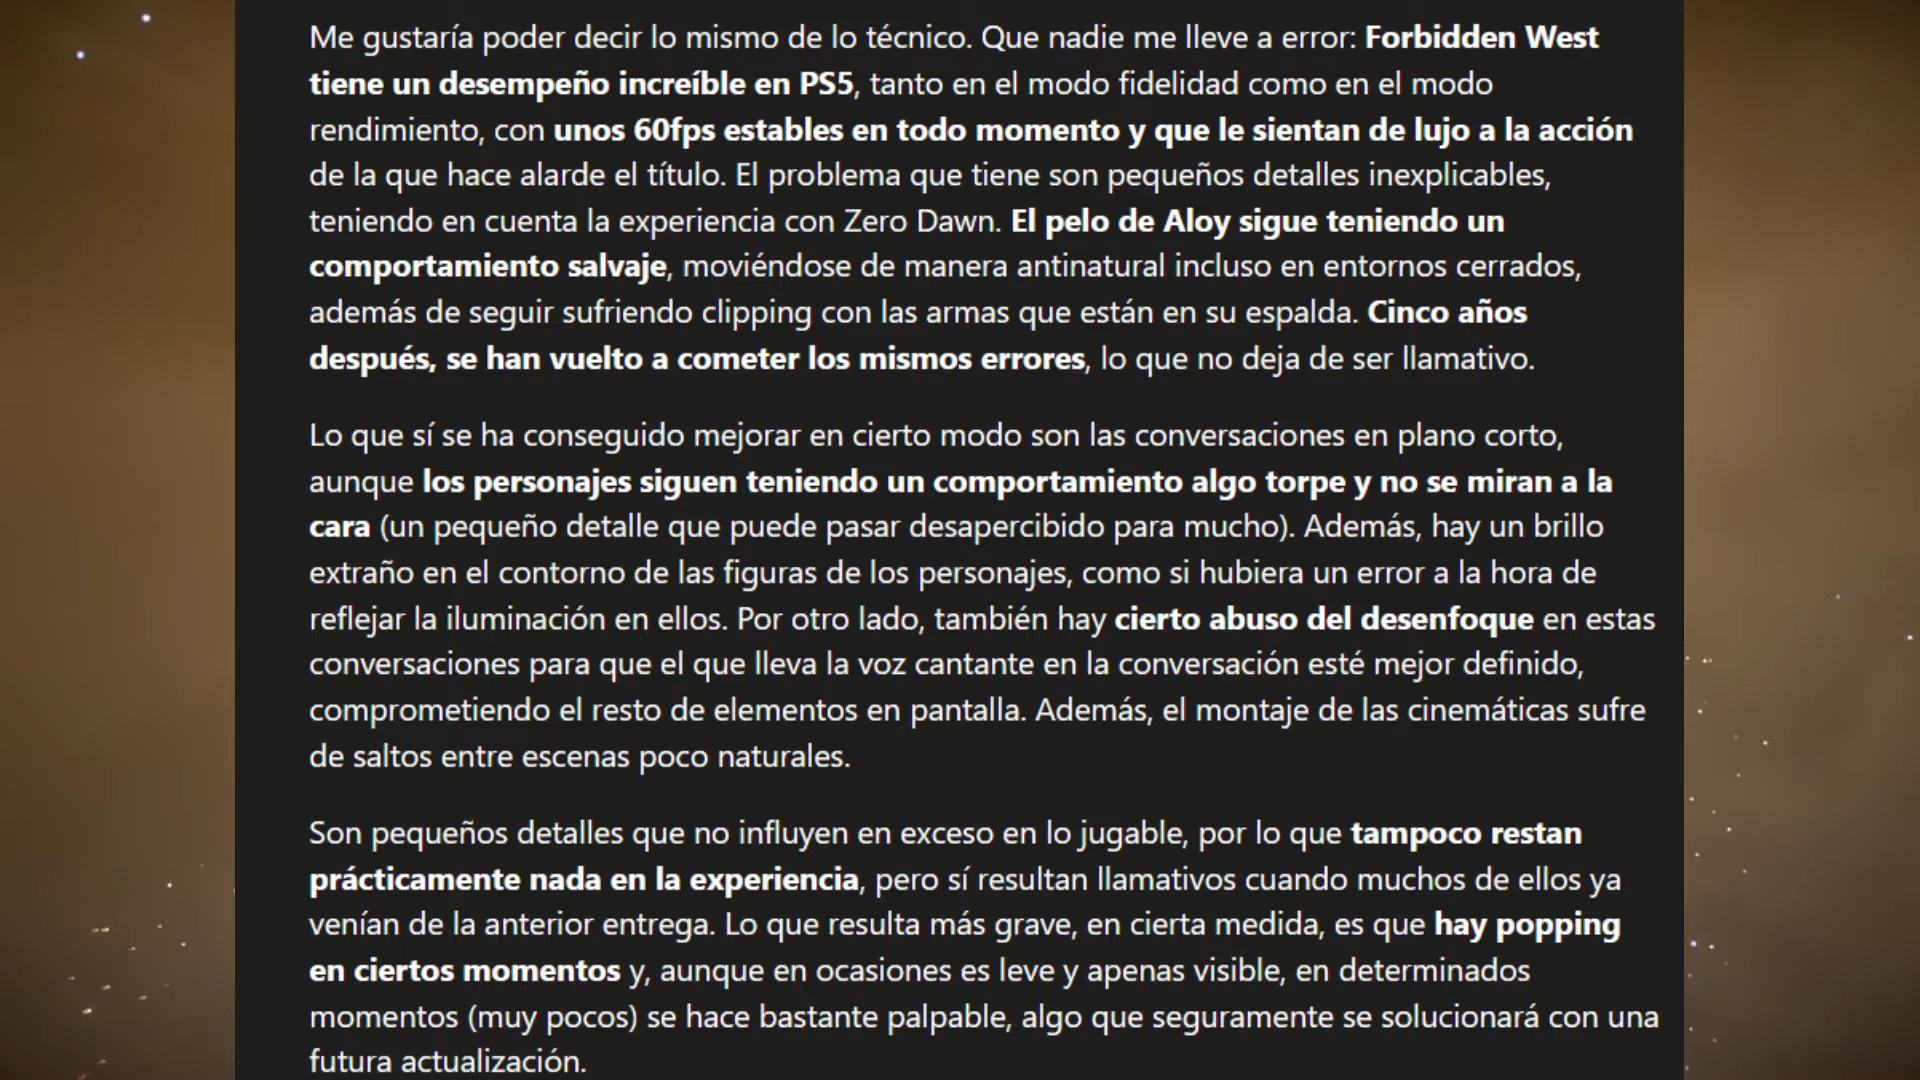 Me gustaría poder decir lo mismo de lo técnico. Que nadie me lleve a error: Forbidden West
tiene un desempeño increíble en PS5, tanto en el modo fidelidad como en el modo
rendimiento, con unos 60fps estables en todo momento y que le sientan de lujo a la acción
de la que hace alarde el título. El problema que tiene son pequeños detalles inexplicables,
teniendo en cuenta la experiencia con Zero Dawn. El pelo de Aloy sigue teniendo un
comportamiento salvaje, moviéndose de manera antinatural incluso en entornos cerrados,
además de seguir sufriendo clipping con las armas que están en su espalda. Cinco años
después, se han vuelto a cometer los mismos errores, lo que no deja de ser llamativo.
Lo que sí se ha conseguido mejorar en cierto modo son las conversaciones en plano corto,
aunque los personajes siguen teniendo un comportamiento algo torpe y no se miran a la
cara (un pequeño detalle que puede pasar desapercibido para mucho). Además, hay un brillo
extraño en el contorno de las figuras de los personajes, como si hubiera un error a la hora de
reflejar la iluminación en ellos. Por otro lado, también hay cierto abuso del desenfoque en estas
conversaciones para que el que lleva la voz cantante en la conversación esté mejor definido,
comprometiendo el resto de elementos en pantalla. Además, el montaje de las cinemáticas sufre
de saltos entre escenas poco naturales.
Son pequeños detalles que no influyen en exceso en lo jugable, por lo que tampoco restan
prácticamente nada en la experiencia, pero sí resultan llamativos cuando muchos de ellos ya
venían de la anterior entrega. Lo que resulta más grave, en cierta medida, es que hay popping
en ciertos momentos y, aunque en ocasiones es leve y apenas visible, en determinados
momentos (muy pocos) se hace bastante palpable, algo que seguramente se solucionará con una
futura actualización.